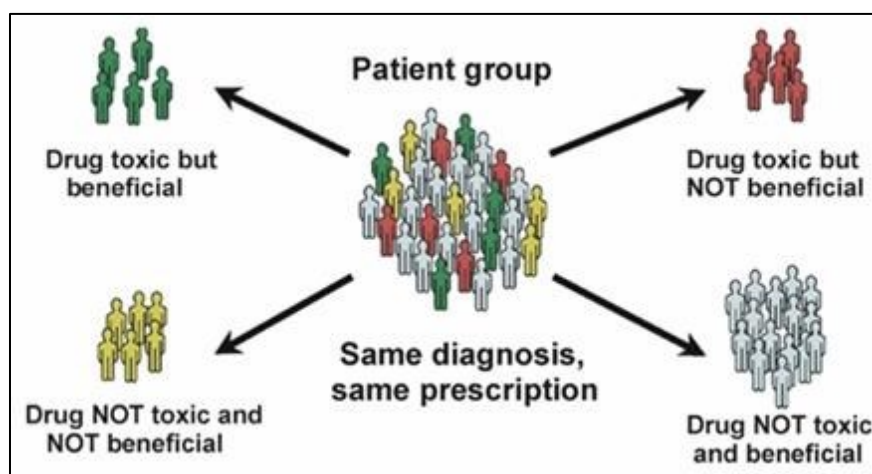 Patient group
Drug toxic but
beneficial
Drug toxic but
NOT beneficial
Same diagnosis,
same prescription
Drug NOT toxic and
NOT beneficial
Drug NOT toxic
and beneficial